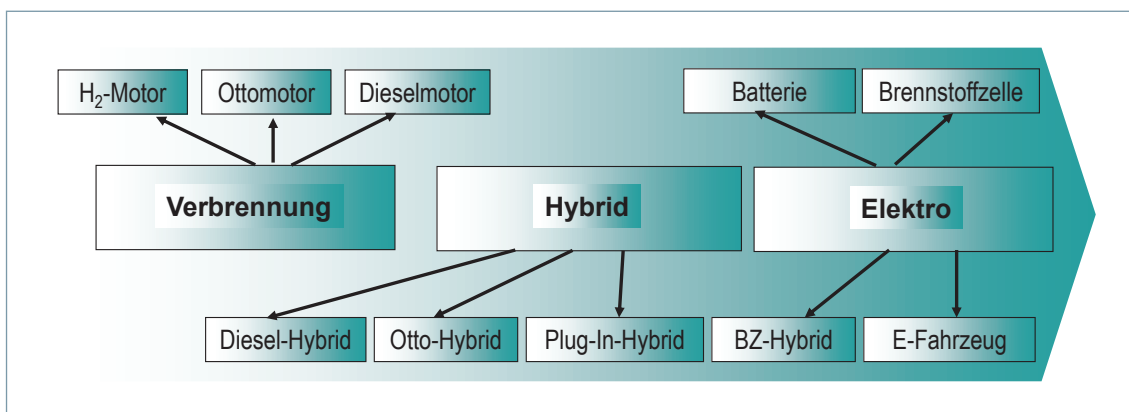 H₂-Motor
Ottomotor
Dieselmotor
Batterie
Brennstoffzelle
Verbrennung
Hybrid
Elektro
Diesel-Hybrid
Otto-Hybrid
Plug-In-Hybrid
BZ-Hybrid
E-Fahrzeug